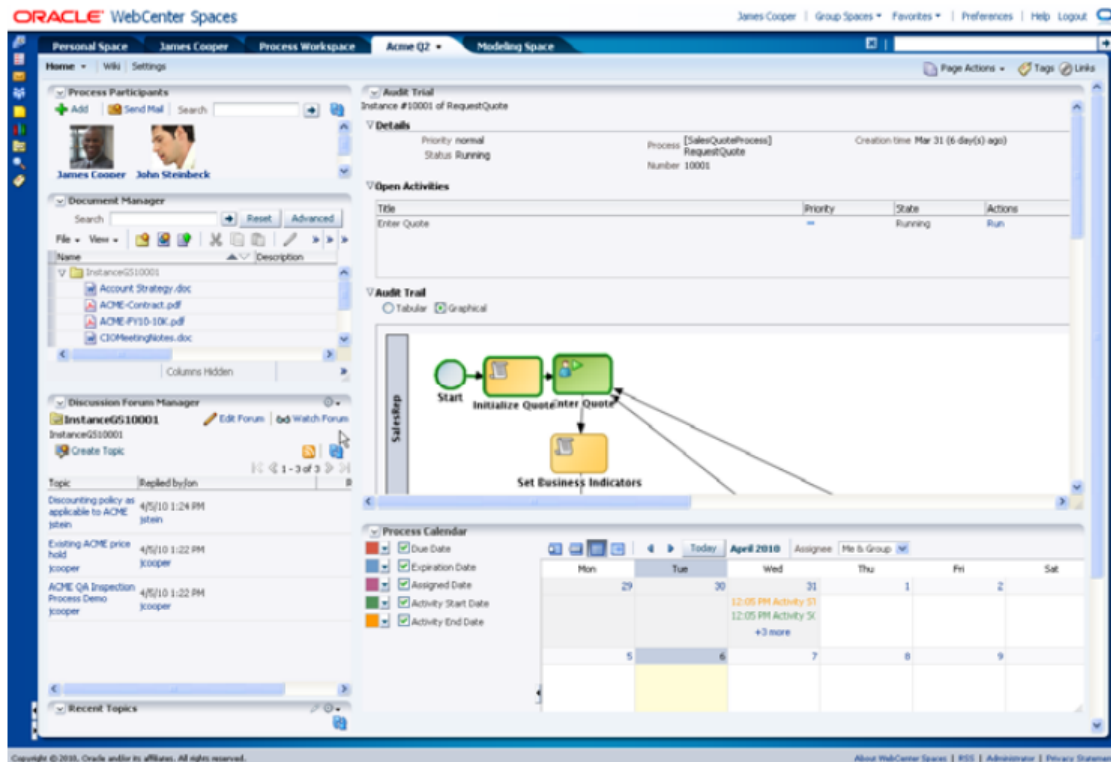 ORACLE WebCenter Spaces
James Cooper | Group Spaces | Favorites | Preferences | Help Logout
Personal Space James Cooper Process Workspace Acme Q2 Modeling Space
Home Wiki Settings
Page Actions Tags Links
Process Participants
Add Send Mail Search
James Cooper John Steinbeck
Document Manager
Search Reset Advanced
File View
Name Description
InstanceGS10001
Account Strategy.doc
ACME-Contract.pdf
ACME-FY10-10K.pdf
CIOMeetingNotes.doc
Columns Hidden
Discussion Forum Manager
InstanceGS10001 Edit Forum Watch Forum
InstanceGS10001
Create Topic
1 - 3 of 3
Topic Replied by/on R
Discounting policy as
applicable to ACME
jstein
4/5/10 1:24 PM
jstein
Existing ACME price
hold
jcooper
4/5/10 1:22 PM
jcooper
ACME QA Inspection
Process Demo
jcooper
4/5/10 1:22 PM
jcooper
Recent Topics
Audit Trial
Instance #10001 of RequestQuote
Details
Priority normal
Status Running
Process [SalesQuoteProcess]
RequestQuote
Number 10001
Creation time Mar 31 (6 day(s) ago)
Open Activities
Title Priority State Actions
Enter Quote Running Run
Audit Trail
Tabular Graphical
SalesRep
Start Initialize Quote Enter Quote
Set Business Indicators
Process Calendar
Due Date
Expiration Date
Assigned Date
Activity Start Date
Activity End Date
Today April 2010 Assignee Me & Group
Mon Tue Wed Thu Fri Sat
29 30 31 1 2
12:05 PM Activity ST
12:05 PM Activity SC
+3 more
5 6 7 8 9
Copyright © 2010, Oracle and/or its affiliates. All rights reserved.
About WebCenter Spaces | RSS | Administrator | Privacy Statement